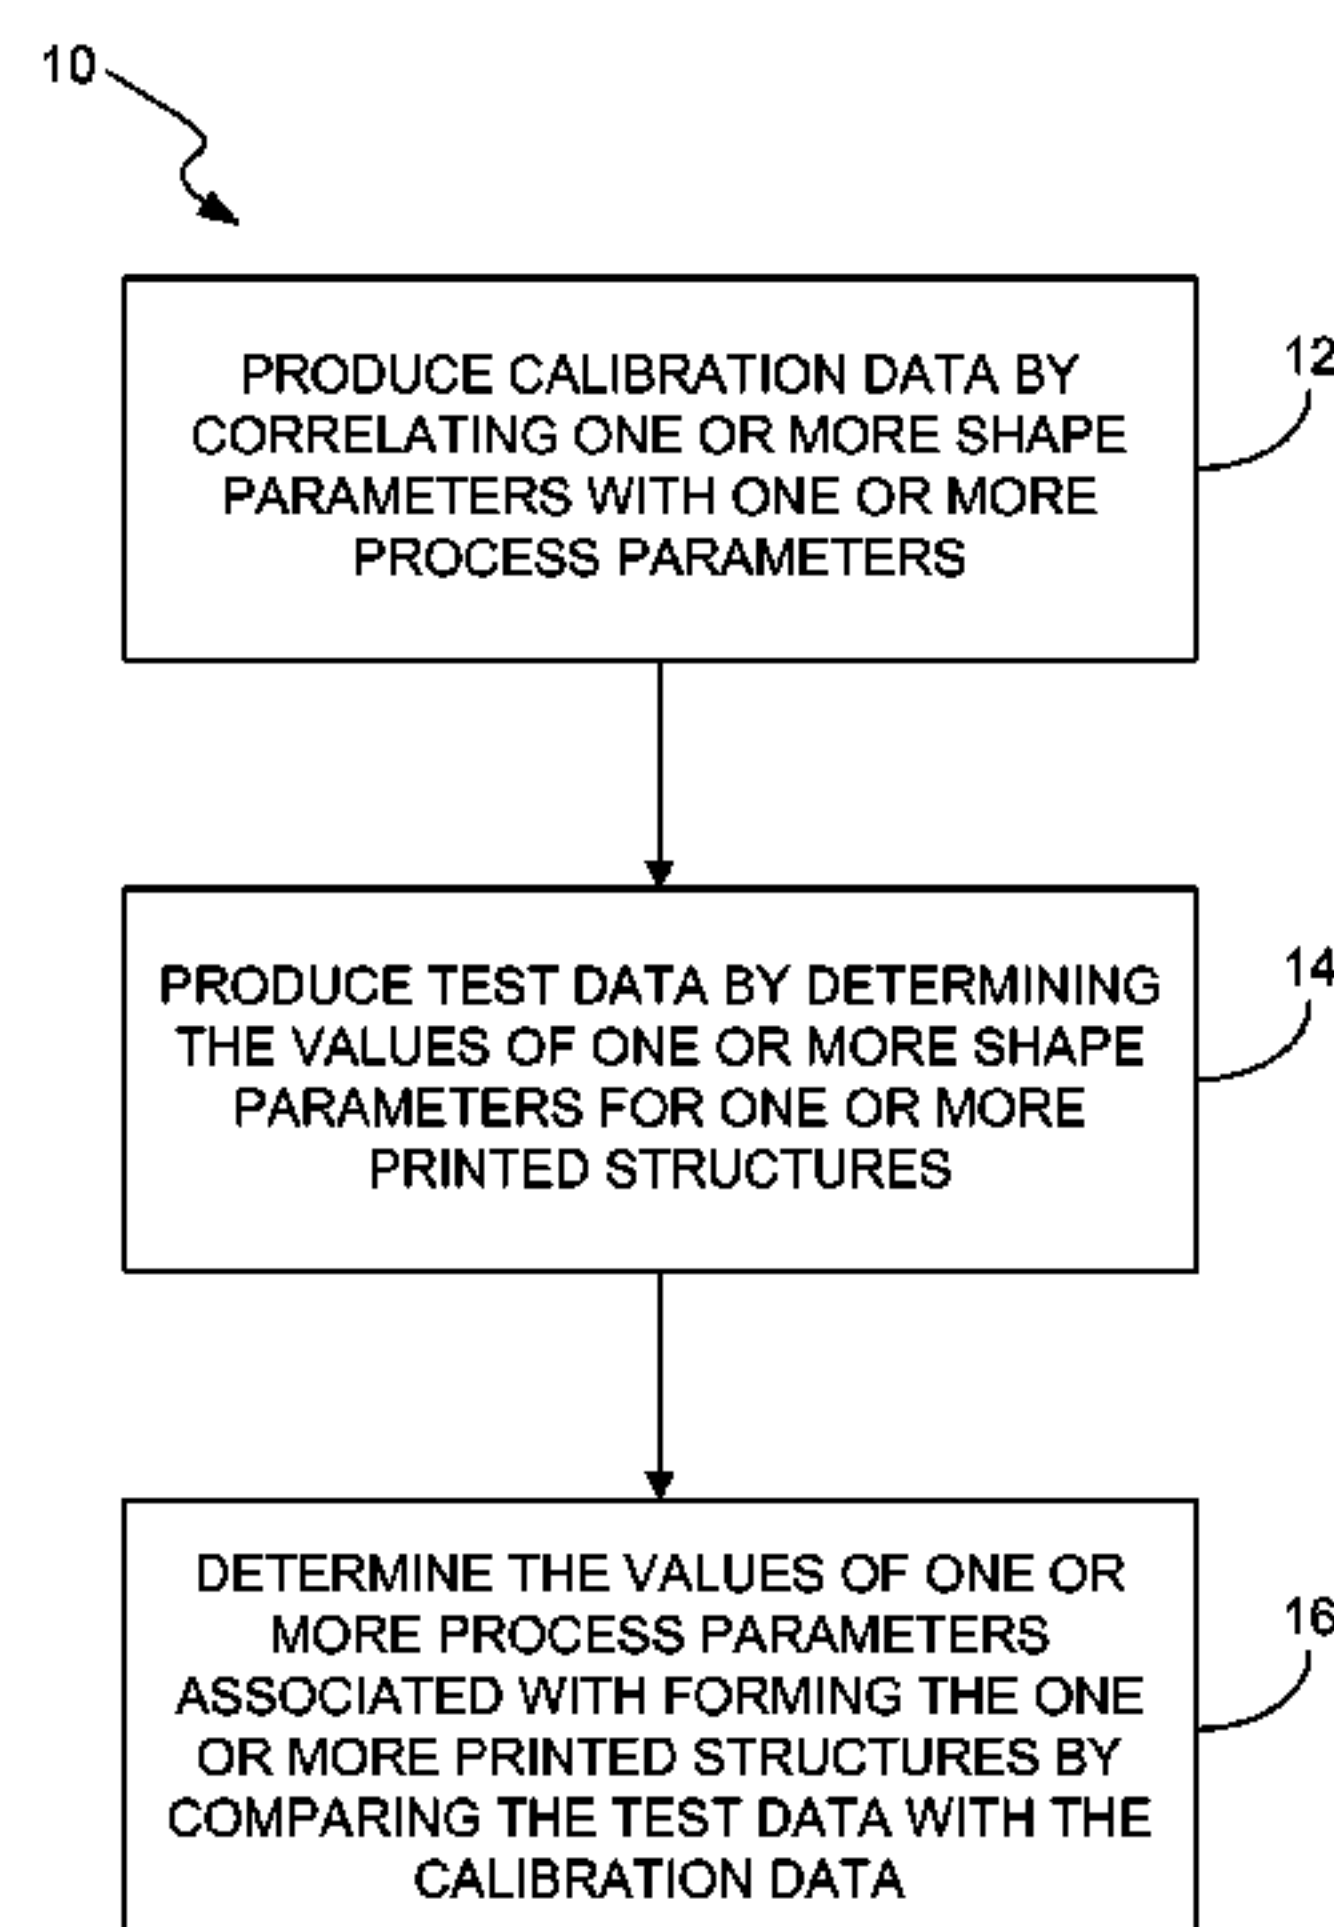 10
PRODUCE CALIBRATION DATA BY
CORRELATING ONE OR MORE SHAPE
PARAMETERS WITH ONE OR MORE
PROCESS PARAMETERS
12
PRODUCE TEST DATA BY DETERMINING
THE VALUES OF ONE OR MORE SHAPE
PARAMETERS FOR ONE OR MORE
PRINTED STRUCTURES
14
DETERMINE THE VALUES OF ONE OR
MORE PROCESS PARAMETERS
ASSOCIATED WITH FORMING THE ONE
OR MORE PRINTED STRUCTURES BY
COMPARING THE TEST DATA WITH THE
CALIBRATION DATA
16